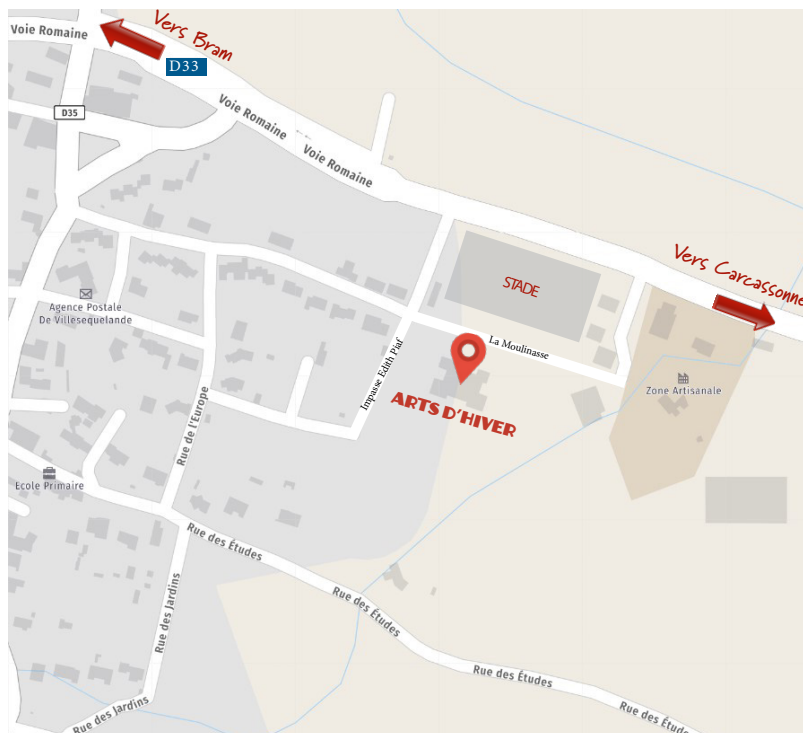 Vers Bram
Voie Romaine
D33
D35
Voie Romaine
Voie Romaine
Vers Carcassonne
STADE
Agence Postale
De Villesequelande
La Moulinasse
Impasse Edith Piaf
ARTS D'HIVER
Zone Artisanale
Rue de l'Europe
Ecole Primaire
Rue des Études
Rue des Jardins
Rue des Études
Rue des Études
Rue des Jardins
Rue des Études